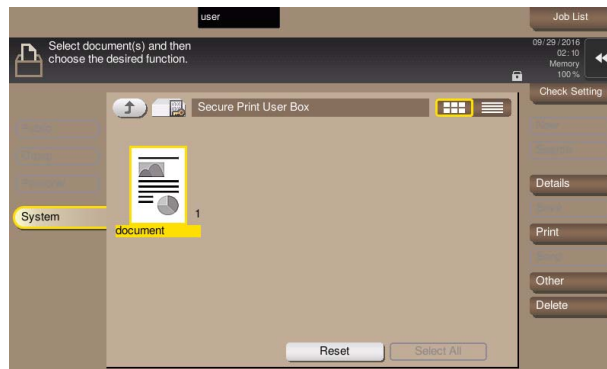 user
Job List
Select document(s) and then
choose the desired function.
09/29/2016
02:10
Memory
100 %
Check Setting
Secure Print User Box
System
1
document
Details
Print
Other
Delete
Reset
Select All